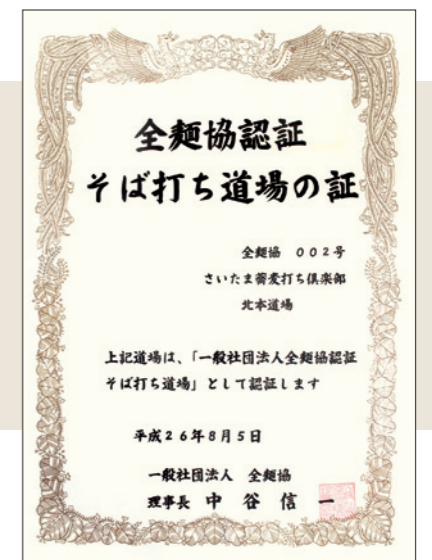 全麺協認証
そば打ち道場の証
全麺協 002号
さいたま蕎麦打ち倶楽部
北本道場
上記道場は、「一般社団法人全麺協認証
そば打ち道場」として認証します
平成26年8月5日
一般社団法人 全麺協
理事長 中谷信一